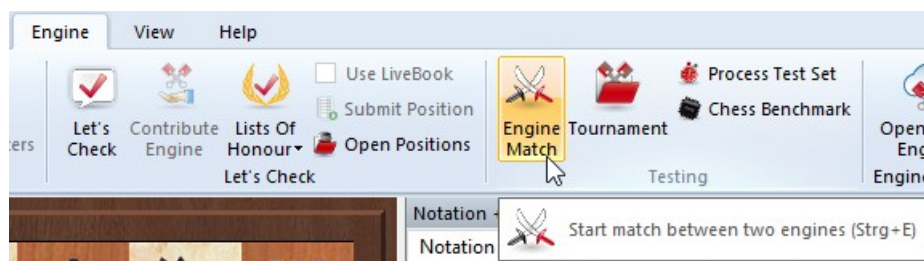 Engine View Help
Use LiveBook
Submit Position
Open Positions
Let's
Check
Contribute
Engine
Lists Of
Honour
Let's Check
Engine
Match
Tournament
Process Test Set
Chess Benchmark
Testing
Open
Notation
Notation
Start match between two engines (Strg+E)